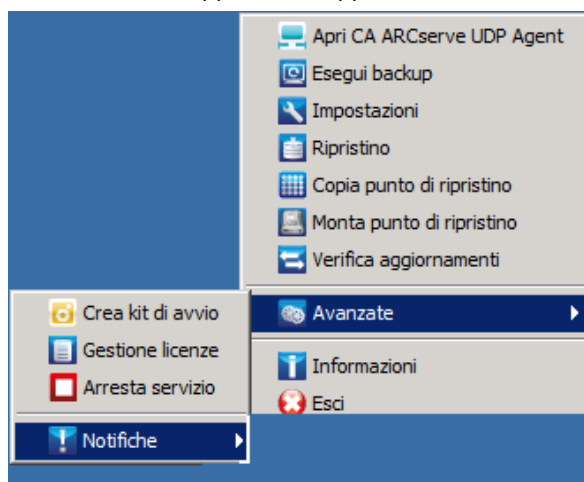 Apri CA ARCserve UDP Agent
Esegui backup
Impostazioni
Ripristino
Copia punto di ripristino
Monta punto di ripristino
Verifica aggiornamenti
Avanzate
Informazioni
Esci
Crea kit di avvio
Gestione licenze
Arresta servizio
Notifiche